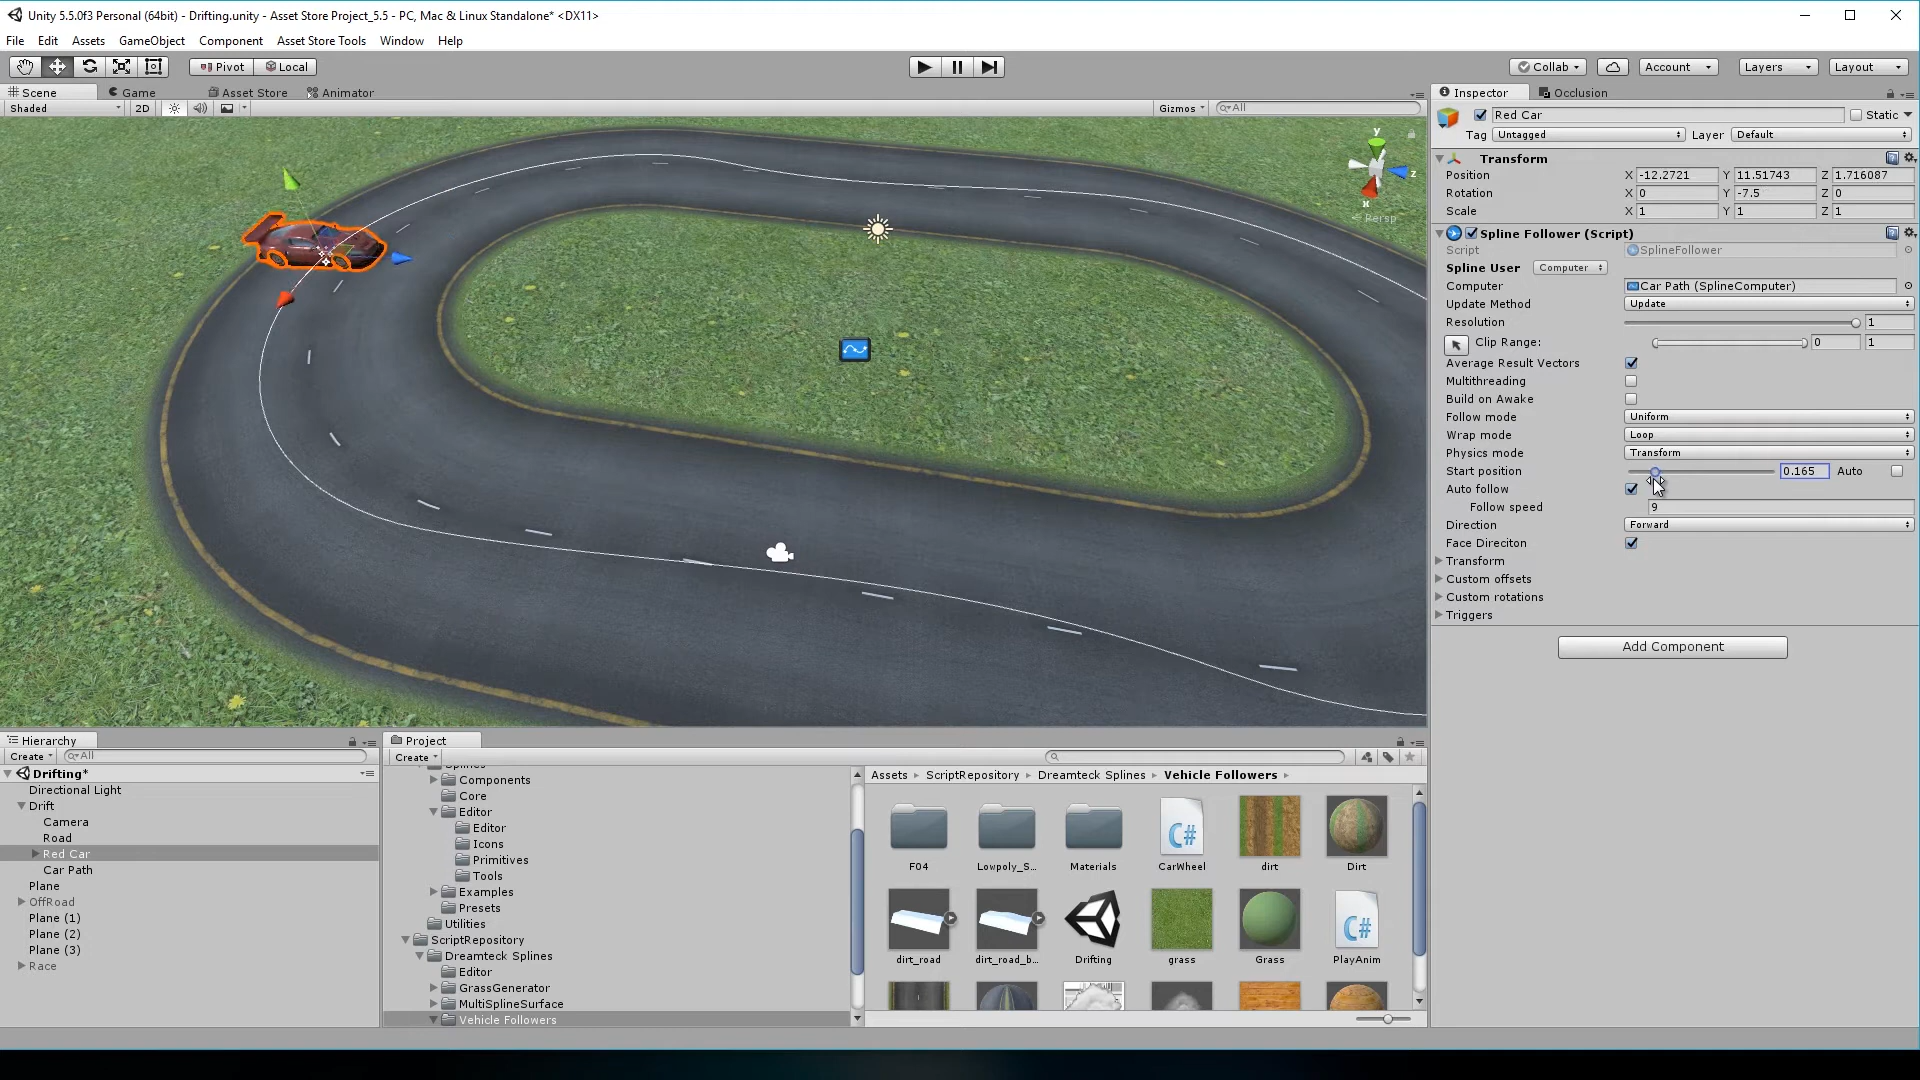 Unity 5.5.0f3 Personal (64bit) - Drifting.unity - Asset Store Project_5.5 - PC, Mac & Linux Standalone* <DX11>
File Edit Assets GameObject Component Asset Store Tools Window Help
Pivot Local Collab Account Layers Layout
Scene Game Asset Store Animator
Shaded 2D Gizmos All
y
z
x
Persp
Inspector Occlusion
Red Car Static
Tag Untagged Layer Default
Transform
Position X -12.2721 Y 11.51743 Z 1.716087
Rotation X 0 Y -7.5 Z 0
Scale X 1 Y 1 Z 1
Spline Follower (Script)
Script SplineFollower
Spline User Computer
Computer Car Path (SplineComputer)
Update Method Update
Resolution 1
Clip Range: 0 1
Average Result Vectors
Multithreading
Build on Awake
Follow mode Uniform
Wrap mode Loop
Physics mode Transform
Start position 0.165 Auto
Auto follow
Follow speed 9
Direction Forward
Face Direciton
Transform
Custom offsets
Custom rotations
Triggers
Add Component
Hierarchy
Create All
Drifting*
Directional Light
Drift
Camera
Road
Red Car
Car Path
Plane
OffRoad
Plane (1)
Plane (2)
Plane (3)
Race
Project
Create
Components
Core
Editor
Editor
Icons
Primitives
Tools
Examples
Presets
Utilities
ScriptRepository
Dreamteck Splines
Editor
GrassGenerator
MultiSplineSurface
Vehicle Followers
Assets ScriptRepository Dreamteck Splines Vehicle Followers
C#
F04 Lowpoly_S... Materials CarWheel dirt Dirt
C#
dirt_road dirt_road_b... Drifting grass Grass PlayAnim